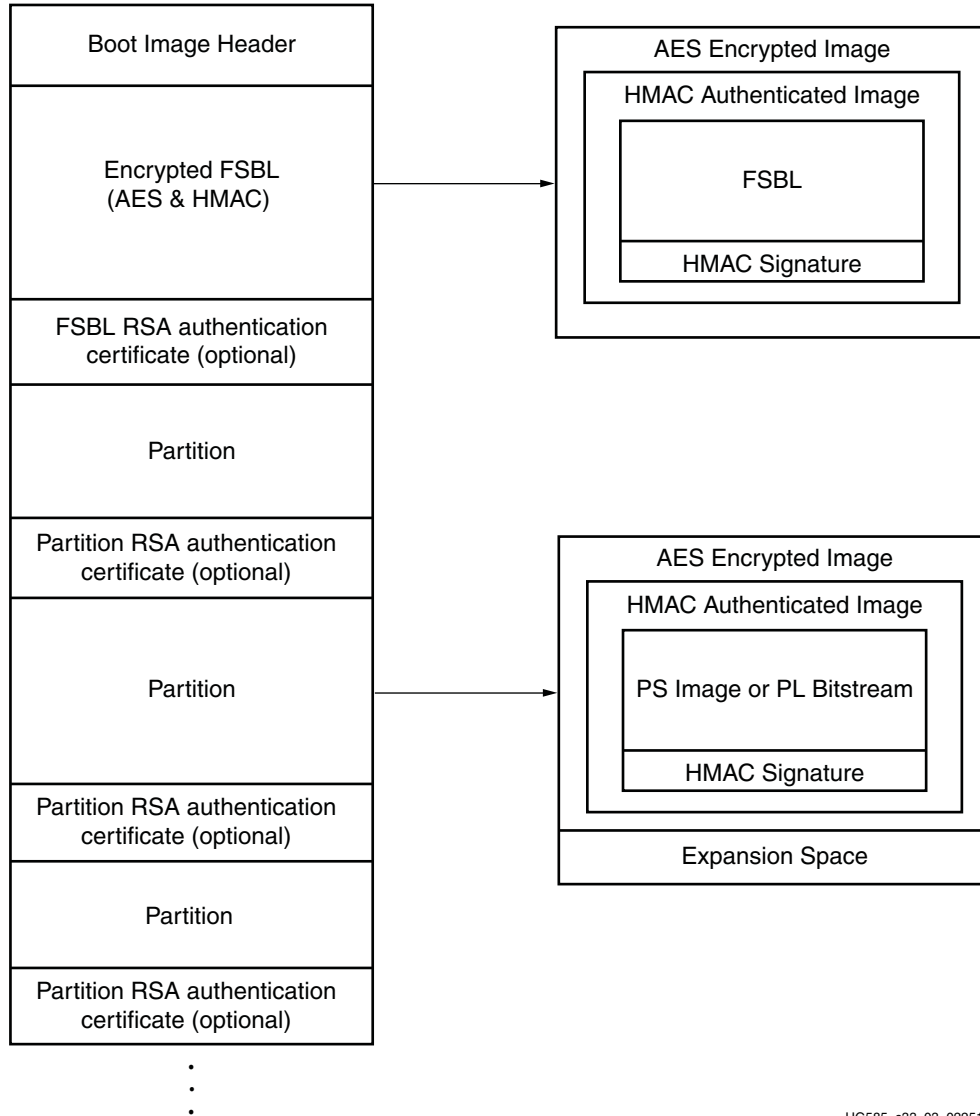 Boot Image Header
Encrypted FSBL
(AES & HMAC)
FSBL RSA authentication
certificate (optional)
Partition
Partition RSA authentication
certificate (optional)
Partition
Partition RSA authentication
certificate (optional)
Partition
Partition RSA authentication
certificate (optional)
AES Encrypted Image
HMAC Authenticated Image
FSBL
HMAC Signature
AES Encrypted Image
HMAC Authenticated Image
PS Image or PL Bitstream
HMAC Signature
Expansion Space